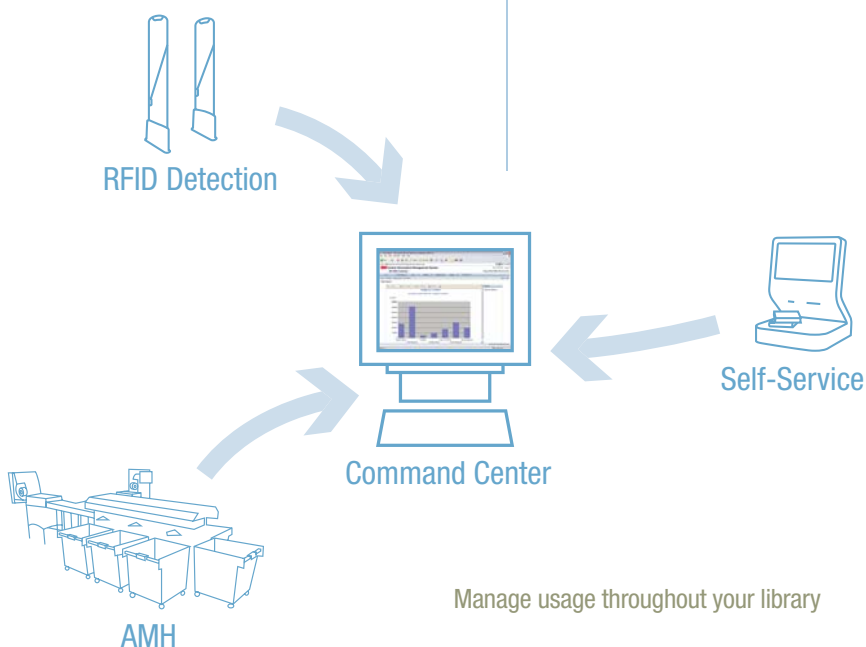 RFID Detection
Self-Service
Command Center
Manage usage throughout your library
AMH